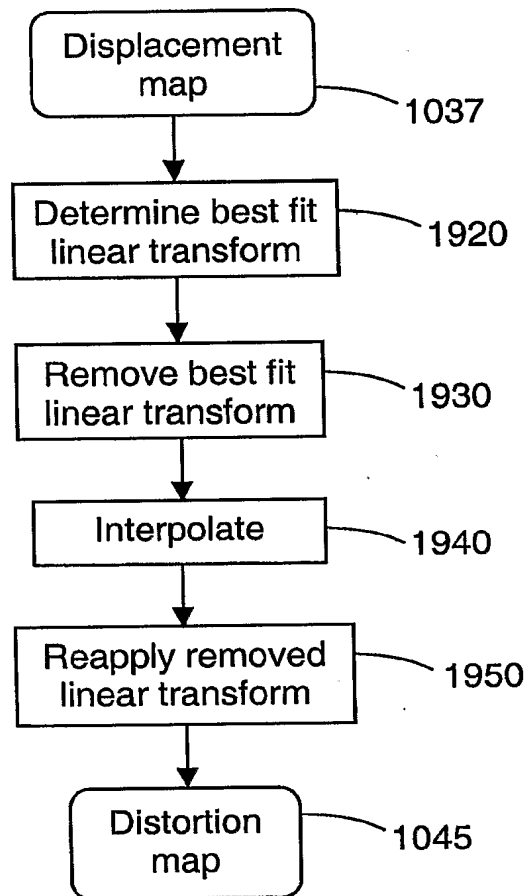 Displacement
map
1037
Determine best fit
linear transform
1920
Remove best fit
linear transform
1930
Interpolate
1940
Reapply removed
linear transform
1950
Distortion
map
1045